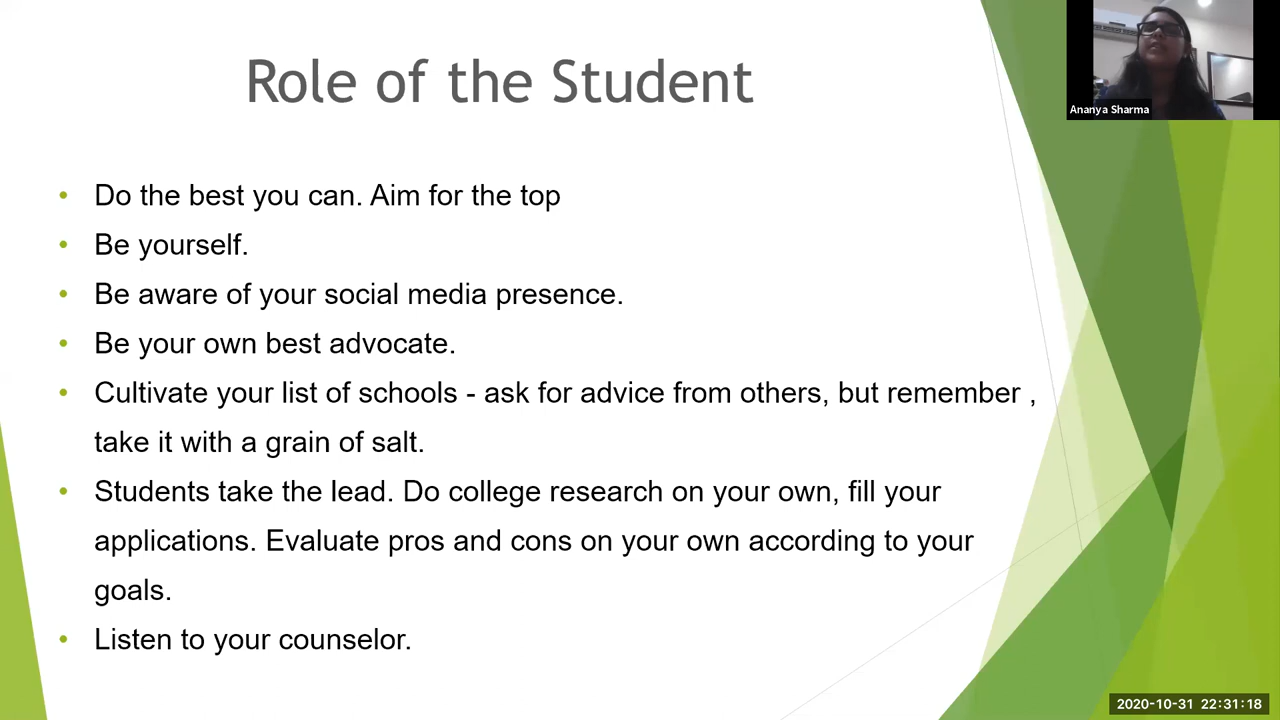 Role of the Student
Ananya Sharma
• Do the best you can. Aim for the top
• Be yourself.
• Be aware of your social media presence.
• Be your own best advocate.
• Cultivate your list of schools - ask for advice from others, but remember ,
take it with a grain of salt.
• Students take the lead. Do college research on your own, fill your
applications. Evaluate pros and cons on your own according to your
goals.
• Listen to your counselor.
2020-10-31 22:31:18